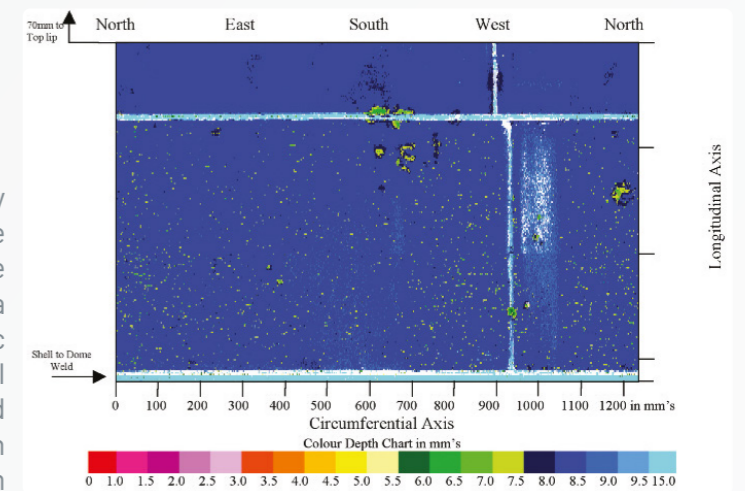 70mm to
Top lip
North East South West North
Longitudinal Axis
Shell to Dome
Weld
0 100 200 300 400 500 600 700 800 900 1000 1100 1200 in mm's
Circumferential Axis
Colour Depth Chart in mm's
0 1.0 1.5 2.0 2.5 3.0 3.5 4.0 4.5 5.0 5.5 6.0 6.5 7.0 7.5 8.0 8.5 9.0 9.5 15.0